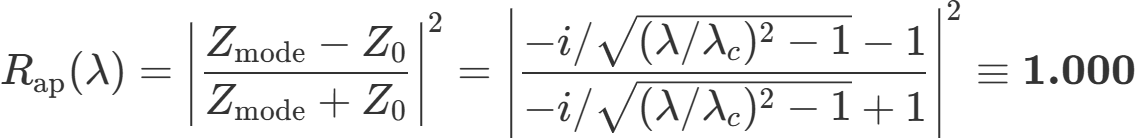 R_ap(λ) = |(Z_mode − Z_0)/(Z_mode + Z_0)|² = |(−i/√((λ/λ_c)² − 1) − 1)/(−i/√((λ/λ_c)² − 1) + 1)|² ≡ 1.000